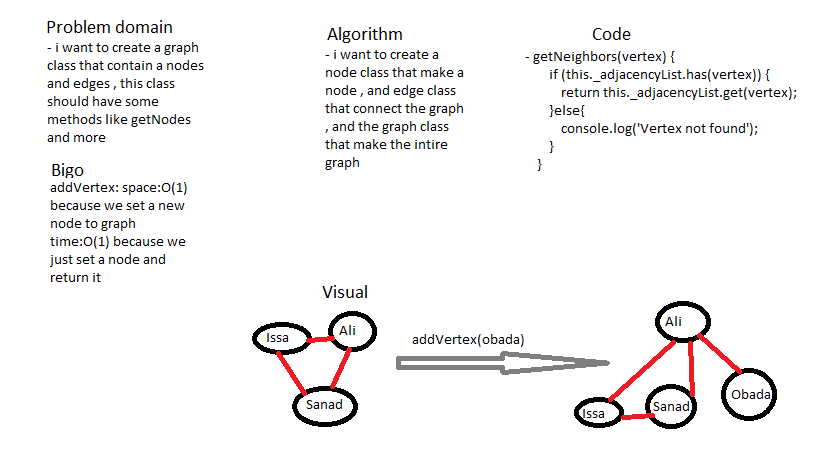 Problem domain
- i want to create a graph
class that contain a nodes
and edges , this class
should have some
methods like getNodes
and more
Bigo
addVertex: space:O(1)
because we set a new
node to graph
time:O(1) because we
just set a node and
return it
Algorithm
- i want to create a
node class that make a
node , and edge class
that connect the graph
, and the graph class
that make the intire
graph
Code
- getNeighbors(vertex) {
if (this._adjacencyList.has(vertex)) {
return this._adjacencyList.get(vertex);
}else{
console.log('Vertex not found');
}
}
Visual
Issa
Ali
Sanad
addVertex(obada)
Ali
Issa
Sanad
Obada